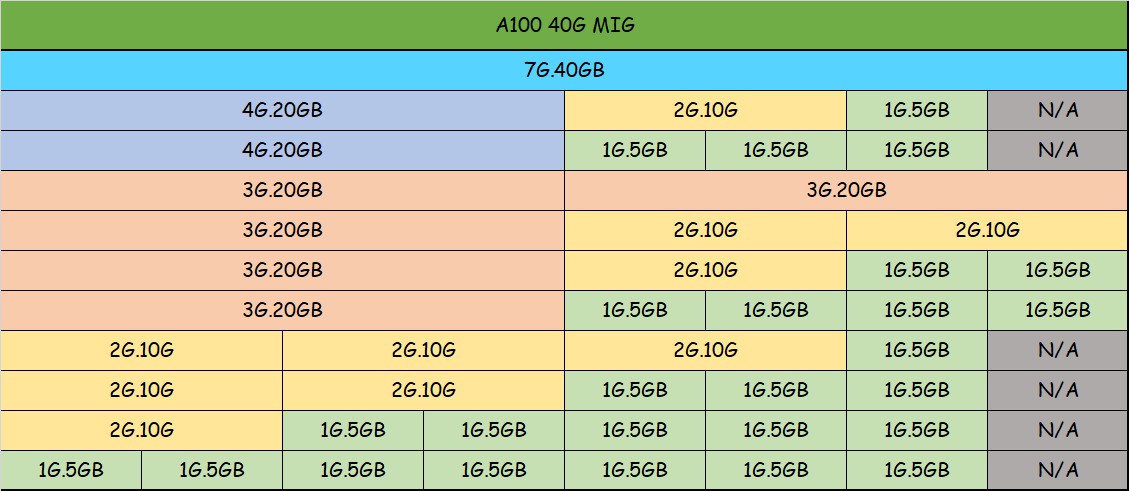 A100 40G MIG
7G.40GB
4G.20GB 2G.10G 1G.5GB N/A
4G.20GB 1G.5GB 1G.5GB 1G.5GB N/A
3G.20GB 3G.20GB
3G.20GB 2G.10G 2G.10G
3G.20GB 2G.10G 1G.5GB 1G.5GB
3G.20GB 1G.5GB 1G.5GB 1G.5GB 1G.5GB
2G.10G 2G.10G 2G.10G 1G.5GB N/A
2G.10G 2G.10G 1G.5GB 1G.5GB 1G.5GB N/A
2G.10G 1G.5GB 1G.5GB 1G.5GB 1G.5GB 1G.5GB N/A
1G.5GB 1G.5GB 1G.5GB 1G.5GB 1G.5GB 1G.5GB 1G.5GB N/A